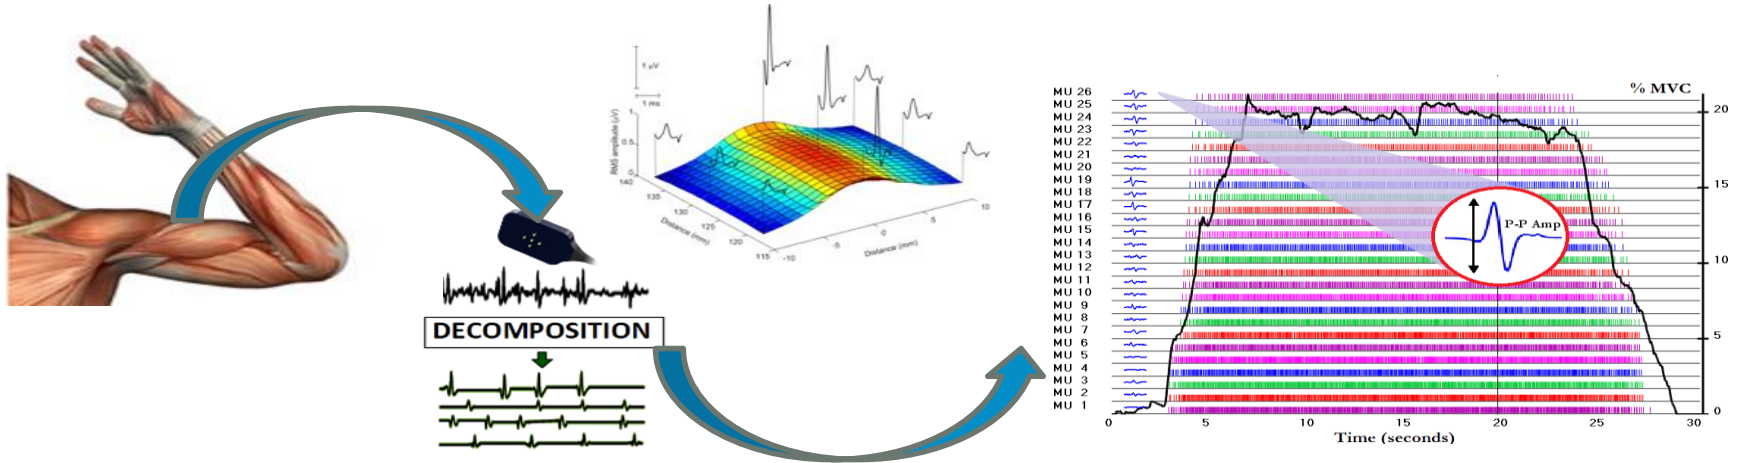 1 µV
1 ms
RMS amplitude (µV)
1
0.5
0
140
135
130
125
120
115
Distance (mm)
-10
-5
0
5
10
Distance (mm)
DECOMPOSITION
% MVC
MU 26
MU 25
MU 24
MU 23
MU 22
MU 21
MU 20
MU 19
MU 18
MU 17
MU 16
MU 15
MU 14
MU 13
MU 12
MU 11
MU 10
MU 9
MU 8
MU 7
MU 6
MU 5
MU 4
MU 3
MU 2
MU 1
P-P Amp
20
15
10
5
0
0 5 10 15 20 25 30
Time (seconds)